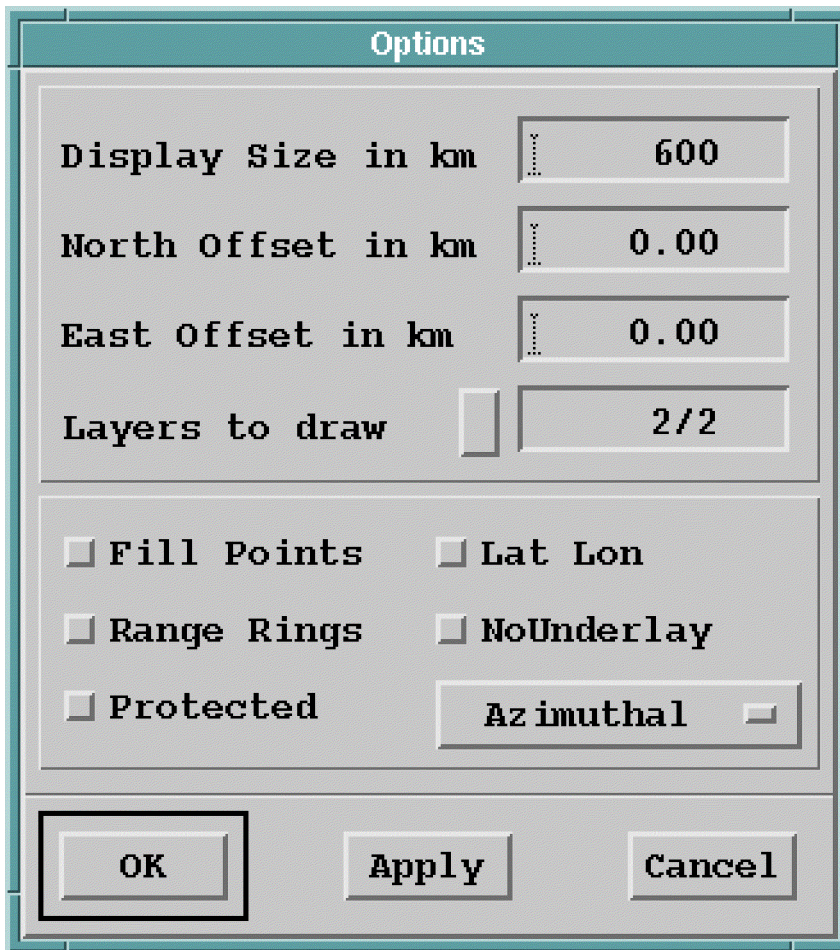 Options
Display Size in km 600
North Offset in km 0.00
East Offset in km 0.00
Layers to draw 2/2
Fill Points Lat Lon
Range Rings NoUnderlay
Protected Azimuthal
OK Apply Cancel